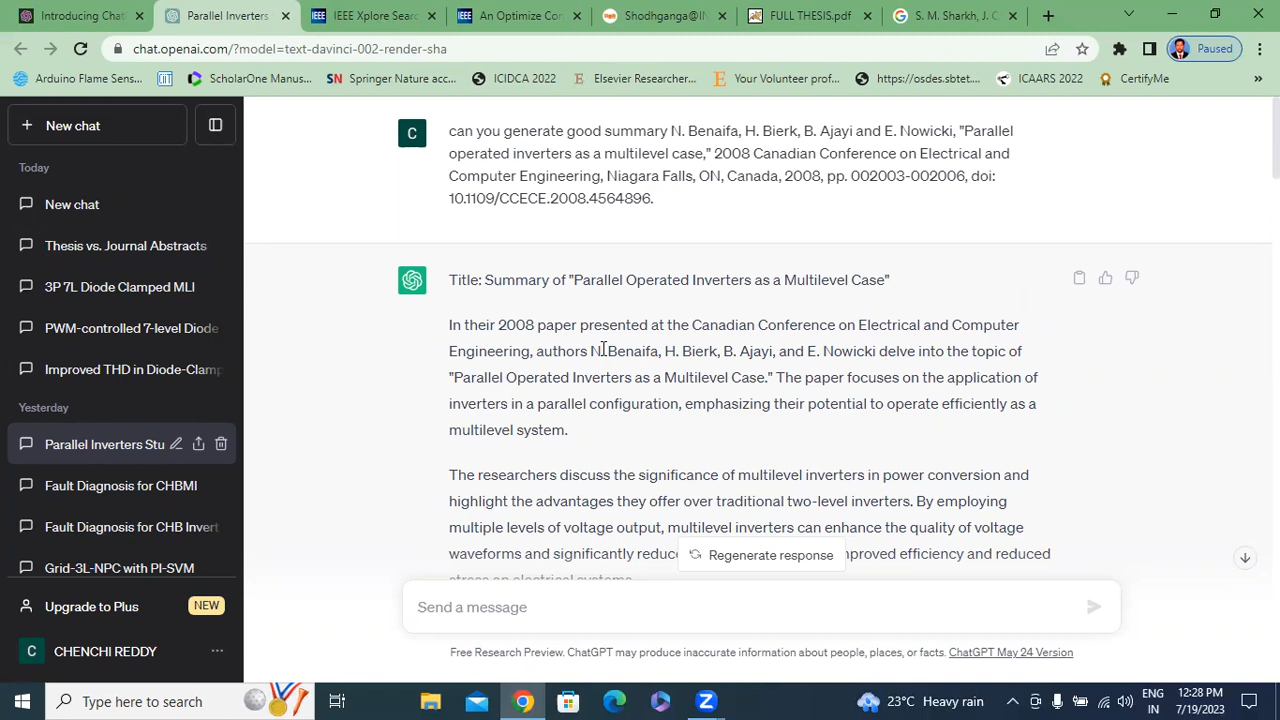 Introducing Chat
Parallel Inverters
IEEE Xplore Searc
An Optimize Con
Shodhganga@IN
FULL THESIS.pdf
S. M. Sharkh, J. C
chat.openai.com/?model=text-davinci-002-render-sha
Paused
Arduino Flame Sens...
ScholarOne Manus...
SN Springer Nature acc...
ICIDCA 2022
Elsevier Researcher...
Your Volunteer prof...
https://osdes.sbtet...
ICAARS 2022
CertifyMe
»
+ New chat
Today
New chat
Thesis vs. Journal Abstracts
3P 7L Diode Clamped MLI
PWM-controlled 7-level Diode
Improved THD in Diode-Clamp
Yesterday
Parallel Inverters Stu
Fault Diagnosis for CHBMI
Fault Diagnosis for CHB Invert
Grid-3L-NPC with PI-SVM
Upgrade to Plus NEW
C CHENCHI REDDY ...
C can you generate good summary N. Benaifa, H. Bierk, B. Ajayi and E. Nowicki, "Parallel
operated inverters as a multilevel case," 2008 Canadian Conference on Electrical and
Computer Engineering, Niagara Falls, ON, Canada, 2008, pp. 002003-002006, doi:
10.1109/CCECE.2008.4564896.
Title: Summary of "Parallel Operated Inverters as a Multilevel Case"
In their 2008 paper presented at the Canadian Conference on Electrical and Computer
Engineering, authors N. Benaifa, H. Bierk, B. Ajayi, and E. Nowicki delve into the topic of
"Parallel Operated Inverters as a Multilevel Case." The paper focuses on the application of
inverters in a parallel configuration, emphasizing their potential to operate efficiently as a
multilevel system.
The researchers discuss the significance of multilevel inverters in power conversion and
highlight the advantages they offer over traditional two-level inverters. By employing
multiple levels of voltage output, multilevel inverters can enhance the quality of voltage
waveforms and significantly reduc mproved efficiency and reduced
stress on electrical systems.
Regenerate response
Send a message
Free Research Preview. ChatGPT may produce inaccurate information about people, places, or facts. ChatGPT May 24 Version
Type here to search
23°C Heavy rain
ENG
IN
12:28 PM
7/19/2023